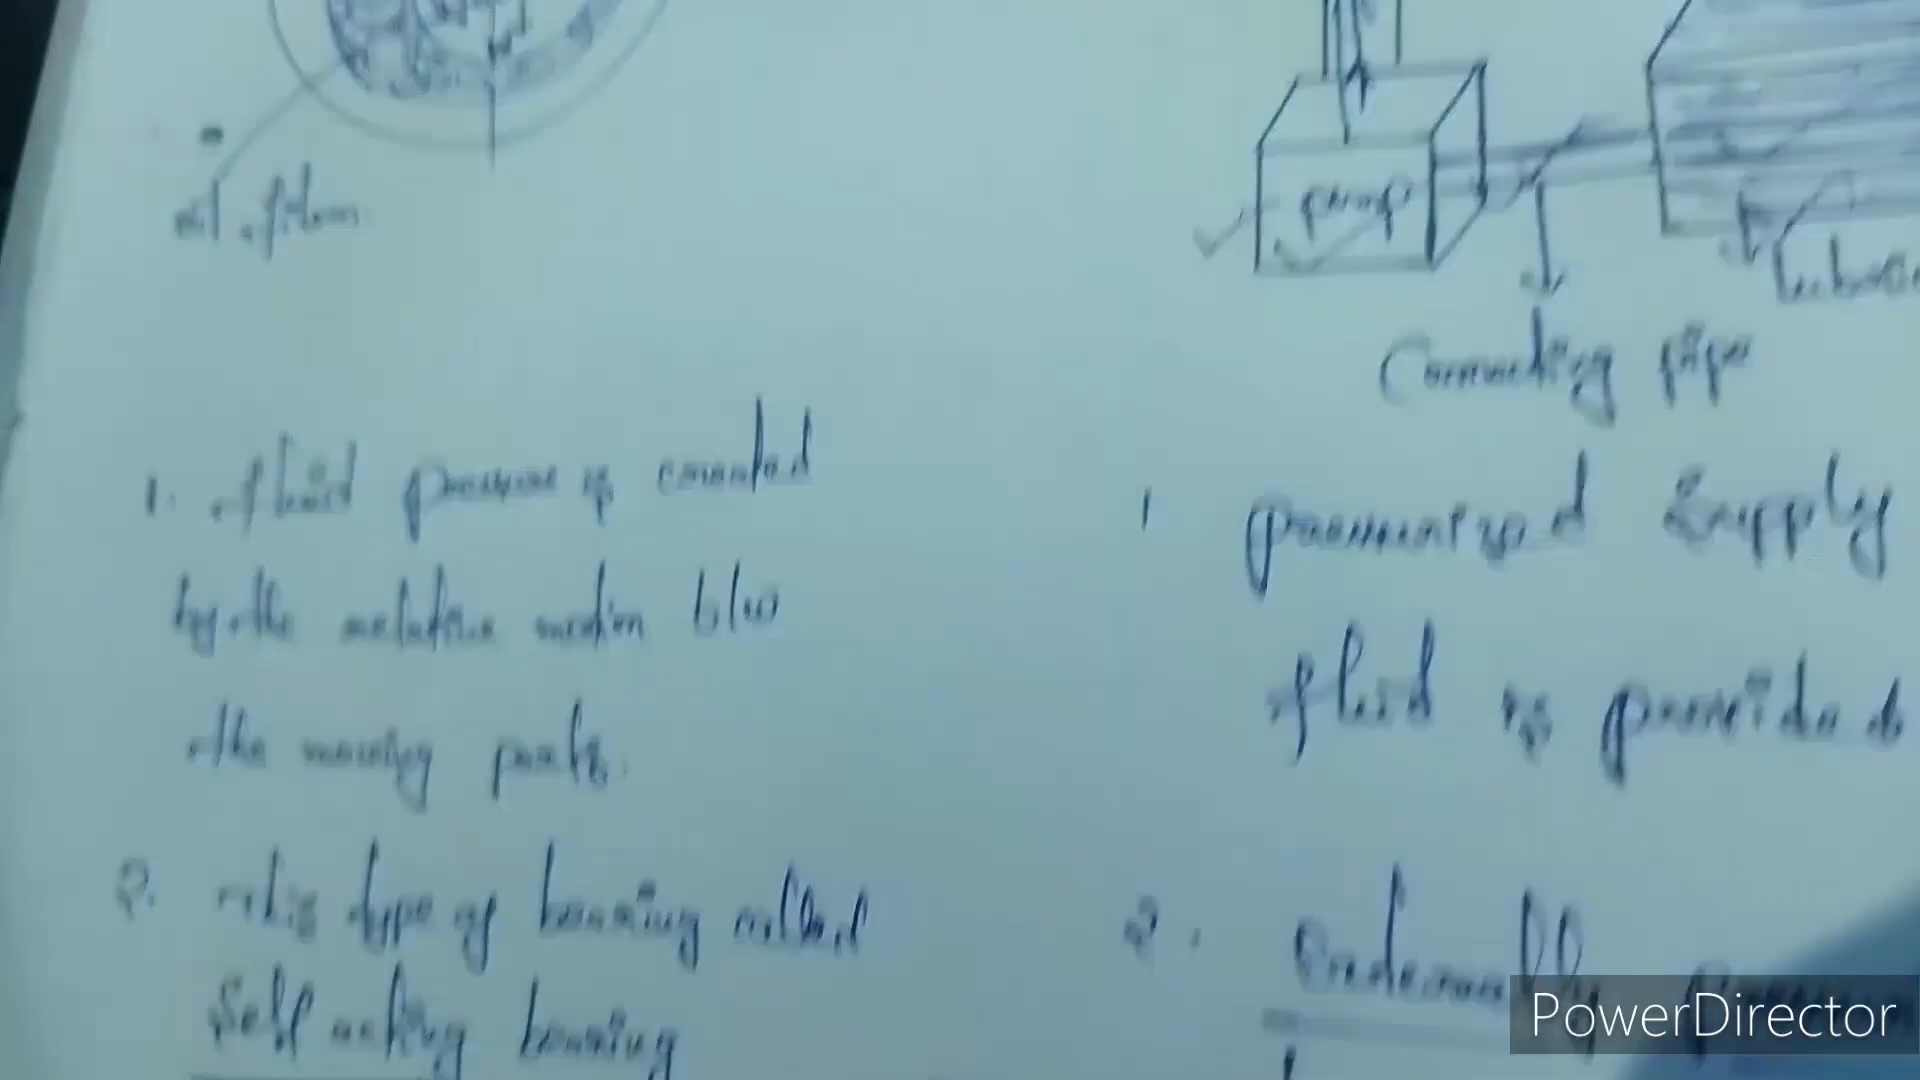 oil film
pump
Connecting pipe
1. fluid pressure is created
by the relative motion b/w
the moving parts.
2. this type of bearing called
Self acting bearing
1 pressurized Supply
fluid is provided
2. Externally
PowerDirector